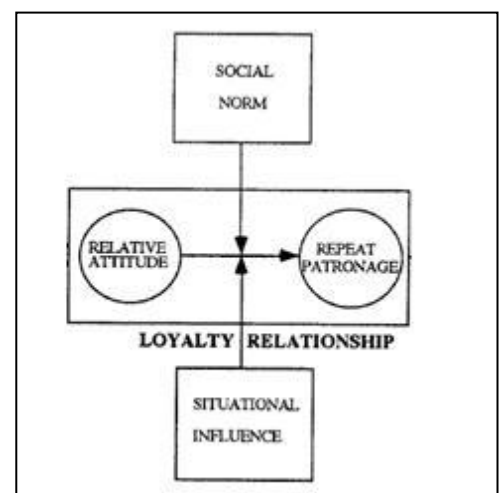 SOCIAL
NORM
RELATIVE
ATTITUDE
REPEAT
PATRONAGE
LOYALTY RELATIONSHIP
SITUATIONAL
INFLUENCE